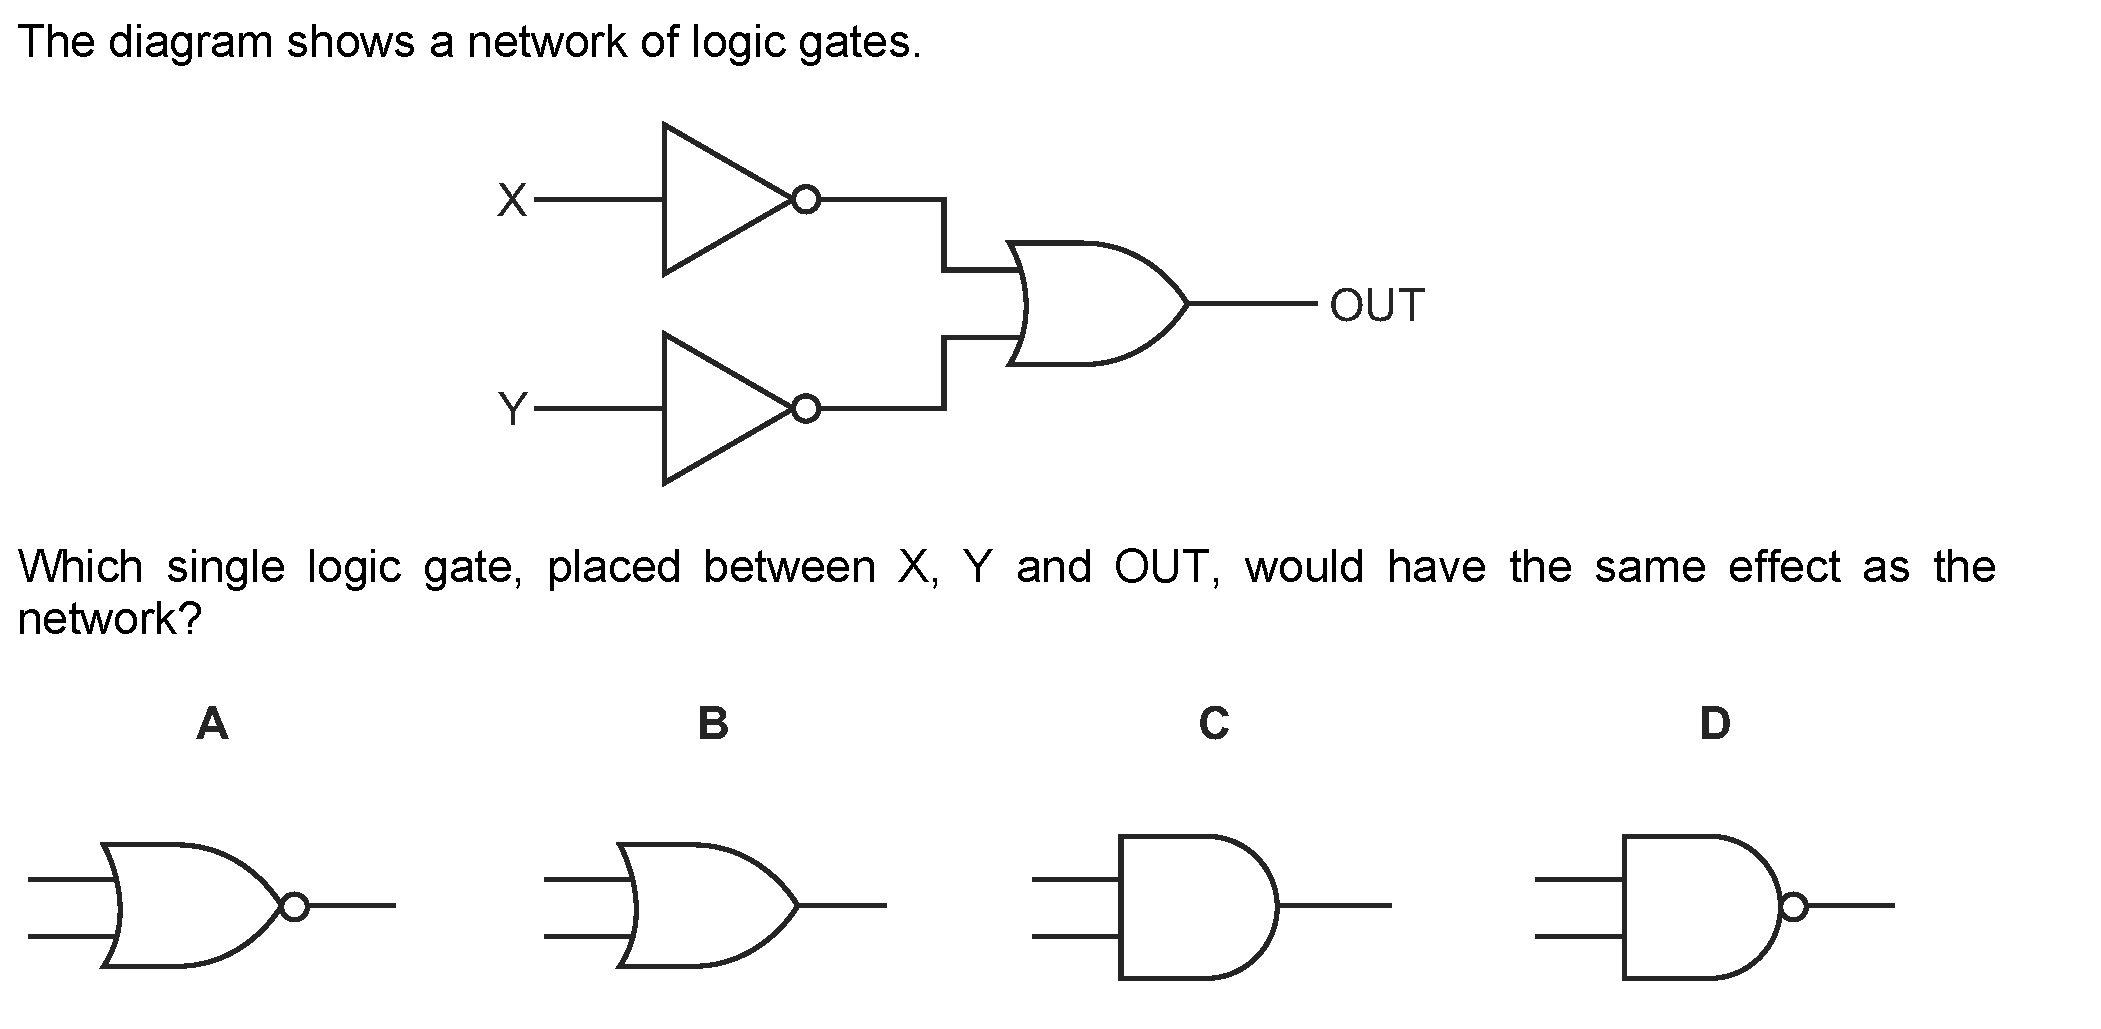 The diagram shows a network of logic gates.
X
OUT
Y
Which single logic gate, placed between X, Y and OUT, would have the same effect as the
network?
A B C D